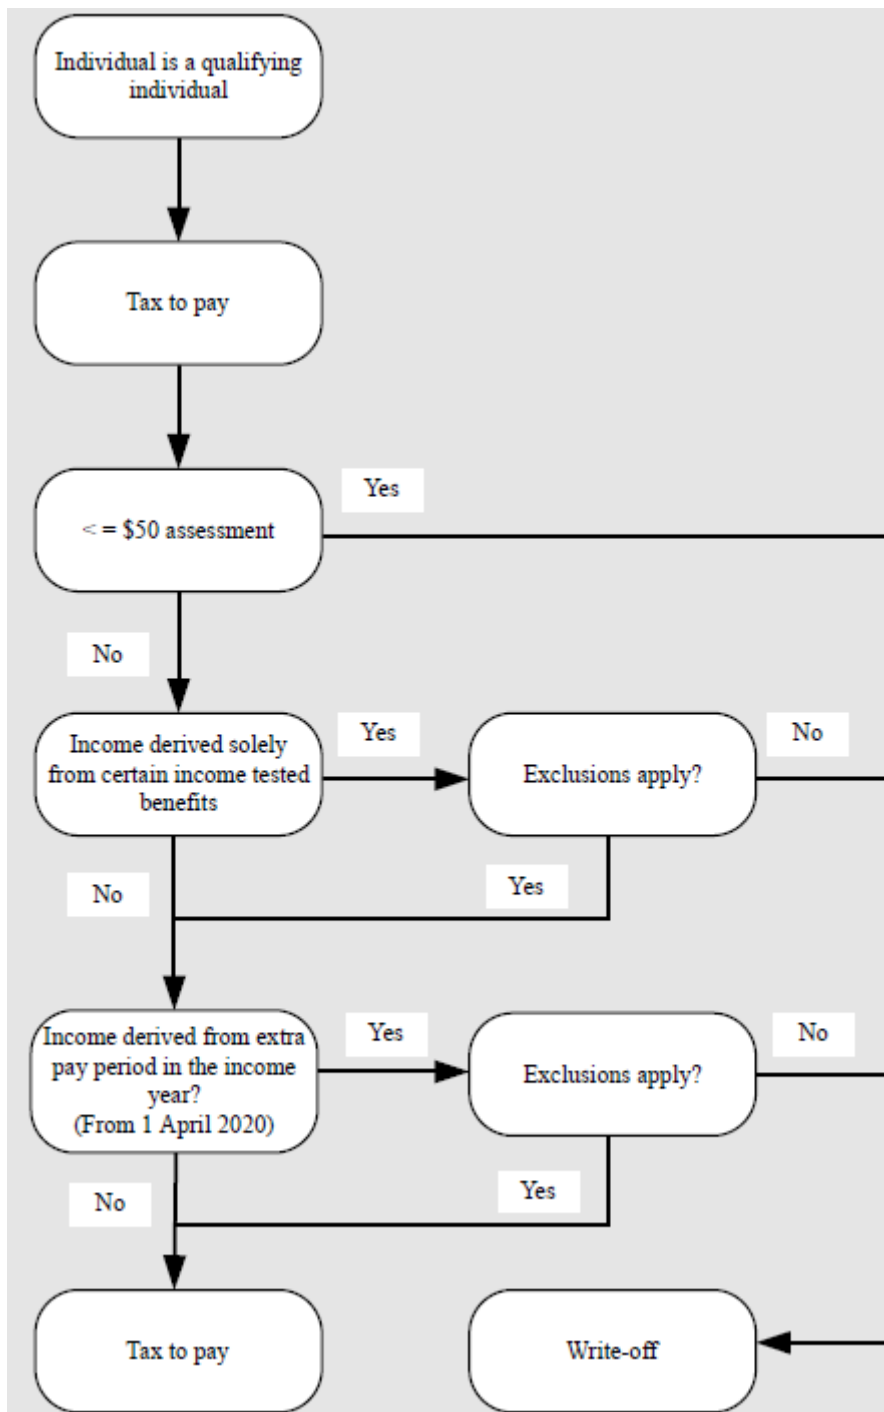 Individual is a qualifying
individual
Tax to pay
< = $50 assessment
Yes
No
Income derived solely
from certain income tested
benefits
Yes
Exclusions apply?
No
No
Yes
Income derived from extra
pay period in the income
year?
(From 1 April 2020)
Yes
Exclusions apply?
No
No
Yes
Tax to pay
Write-off